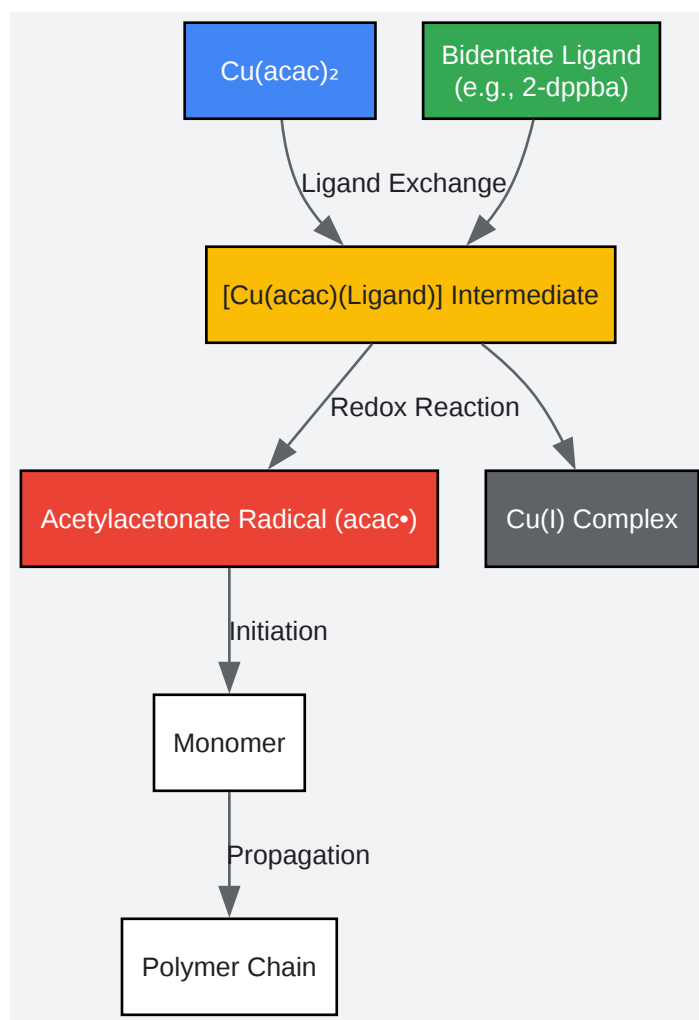 Cu(acac)₂
Bidentate Ligand
(e.g., 2-dppba)
Ligand Exchange
[Cu(acac)(Ligand)] Intermediate
Redox Reaction
Acetylacetonate Radical (acac•)
Cu(I) Complex
Initiation
Monomer
Propagation
Polymer Chain